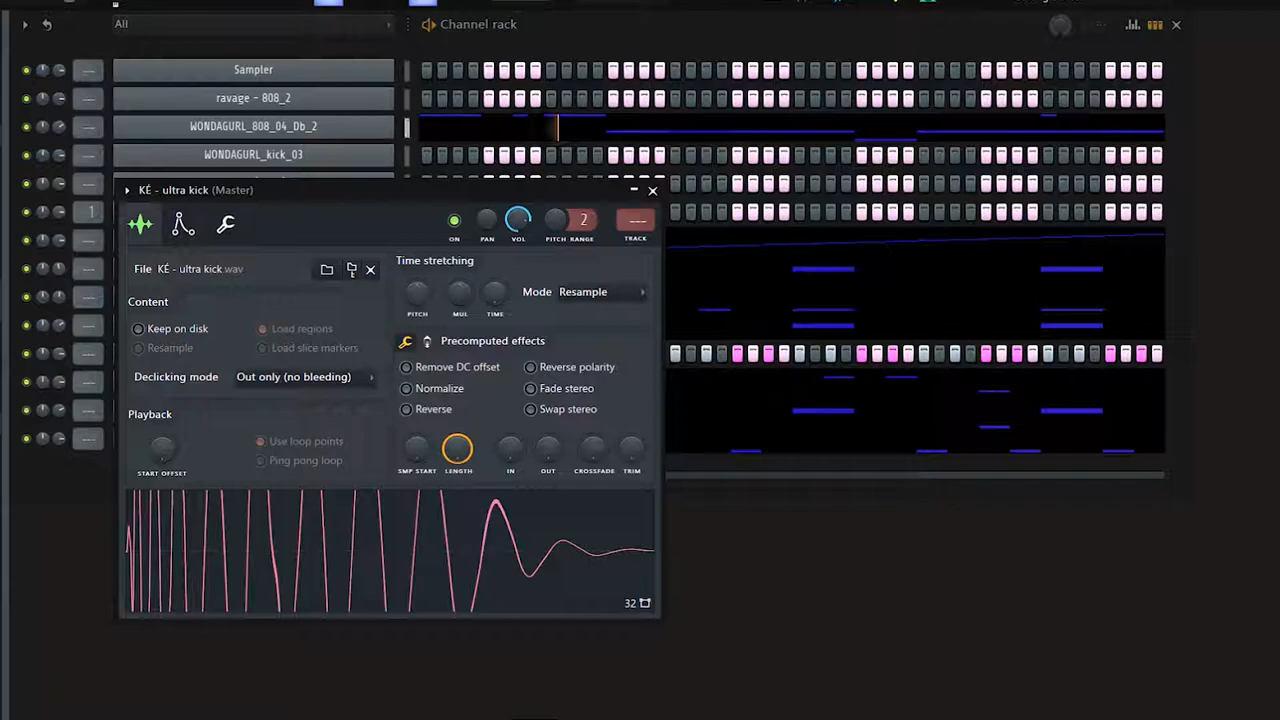 All
Channel rack
Sampler
ravage - 808_2
WONDAGURL_808_04_Db_2
WONDAGURL_kick_03
KÉ - ultra kick (Master)
1
2
---
ON PAN VOL PITCH RANGE TRACK
File KÉ - ultra kick.wav
Time stretching
PITCH MUL TIME
Mode Resample
Content
Keep on disk
Load regions
Resample
Load slice markers
Declicking mode
Out only (no bleeding)
Precomputed effects
Remove DC offset
Reverse polarity
Normalize
Fade stereo
Reverse
Swap stereo
Playback
START OFFSET
Use loop points
Ping pong loop
SMP START LENGTH IN OUT CROSSFADE TRIM
32